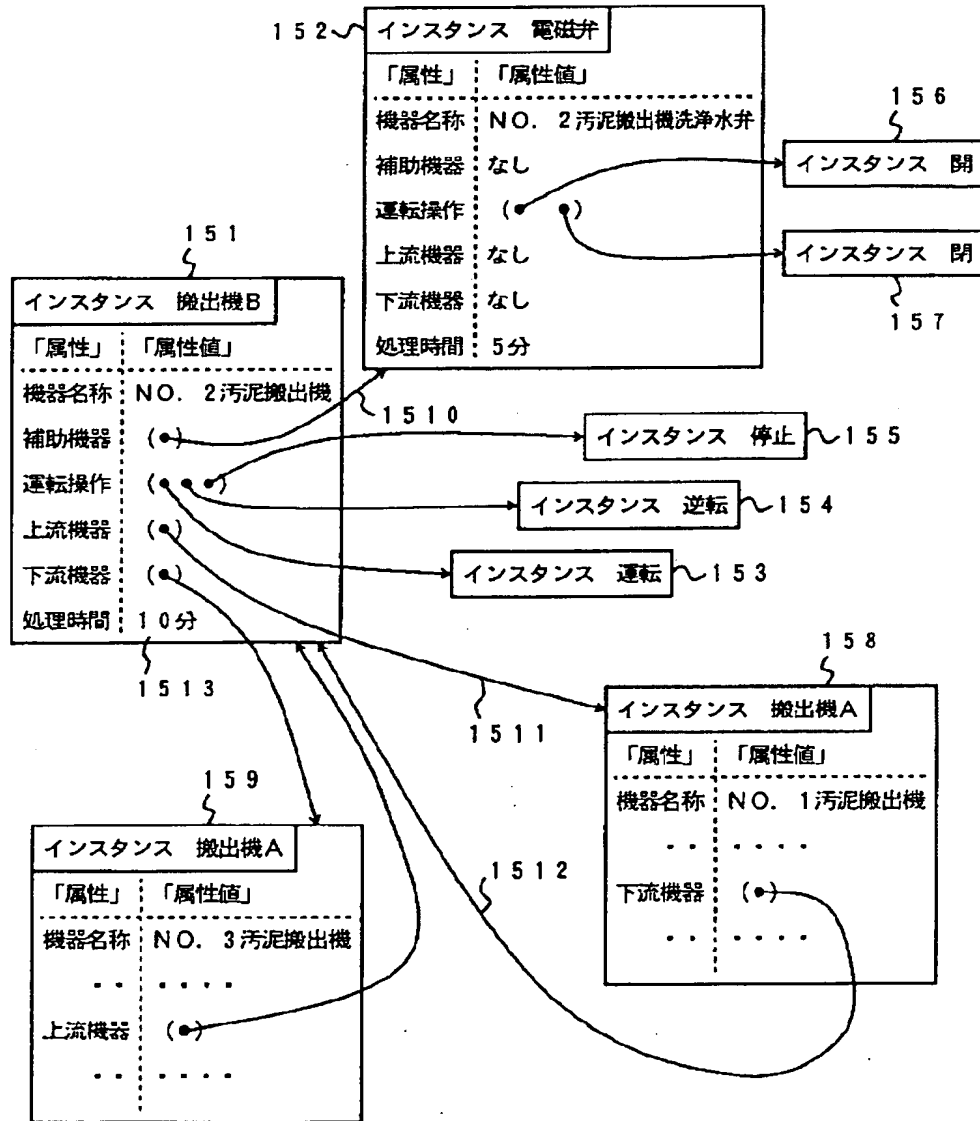 152
インスタンス 電磁弁
「属性」 「属性値」
機器名称 NO. 2汚泥搬出機洗浄水弁
補助機器 なし
運転操作 (● ●)
上流機器 なし
下流機器 なし
処理時間 5分
156
インスタンス 開
インスタンス 閉
157
151
インスタンス 搬出機B
「属性」 「属性値」
機器名称 NO. 2汚泥搬出機
補助機器 (●)
運転操作 (● ● ●)
上流機器 (●)
下流機器 (●)
処理時間 10分
1510
インスタンス 停止 155
インスタンス 逆転 154
インスタンス 運転 153
1513
1511
158
インスタンス 搬出機A
「属性」 「属性値」
機器名称 NO. 1汚泥搬出機
・・ ・・・・
下流機器 (●)
・・ ・・・・
1512
159
インスタンス 搬出機A
「属性」 「属性値」
機器名称 NO. 3汚泥搬出機
・・ ・・・・
上流機器 (●)
・・ ・・・・